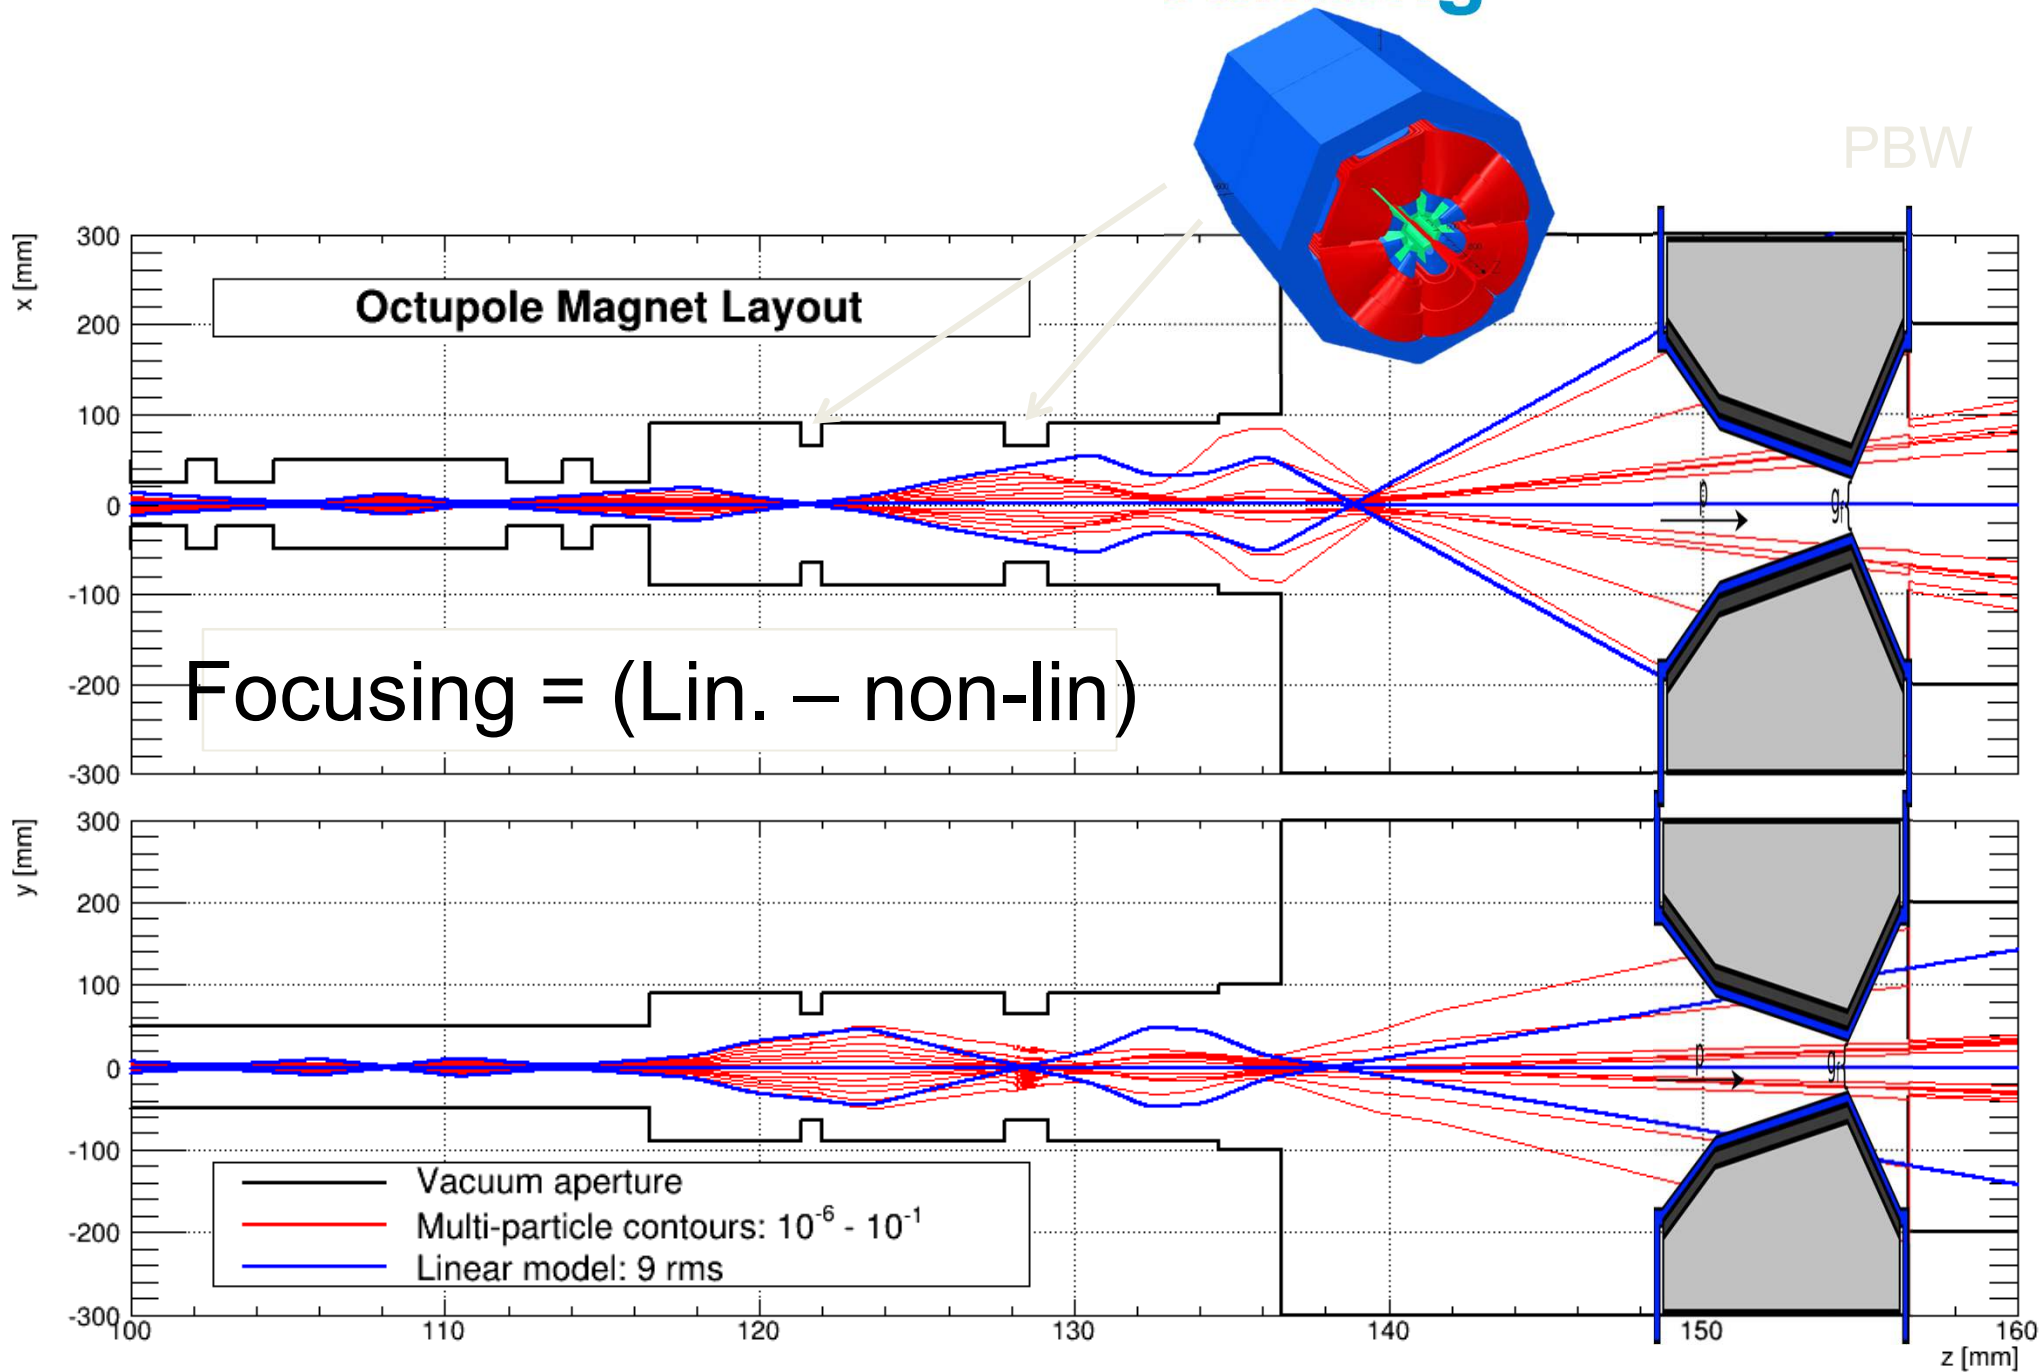 PBW
x [mm]
300
200
100
0
-100
-200
-300
Octupole Magnet Layout
Focusing = (Lin. – non-lin)
p
y [mm]
300
200
100
0
-100
-200
-300
p
Vacuum aperture
Multi-particle contours: 10⁻⁶ - 10⁻¹
Linear model: 9 rms
100 110 120 130 140 150 160
z [mm]